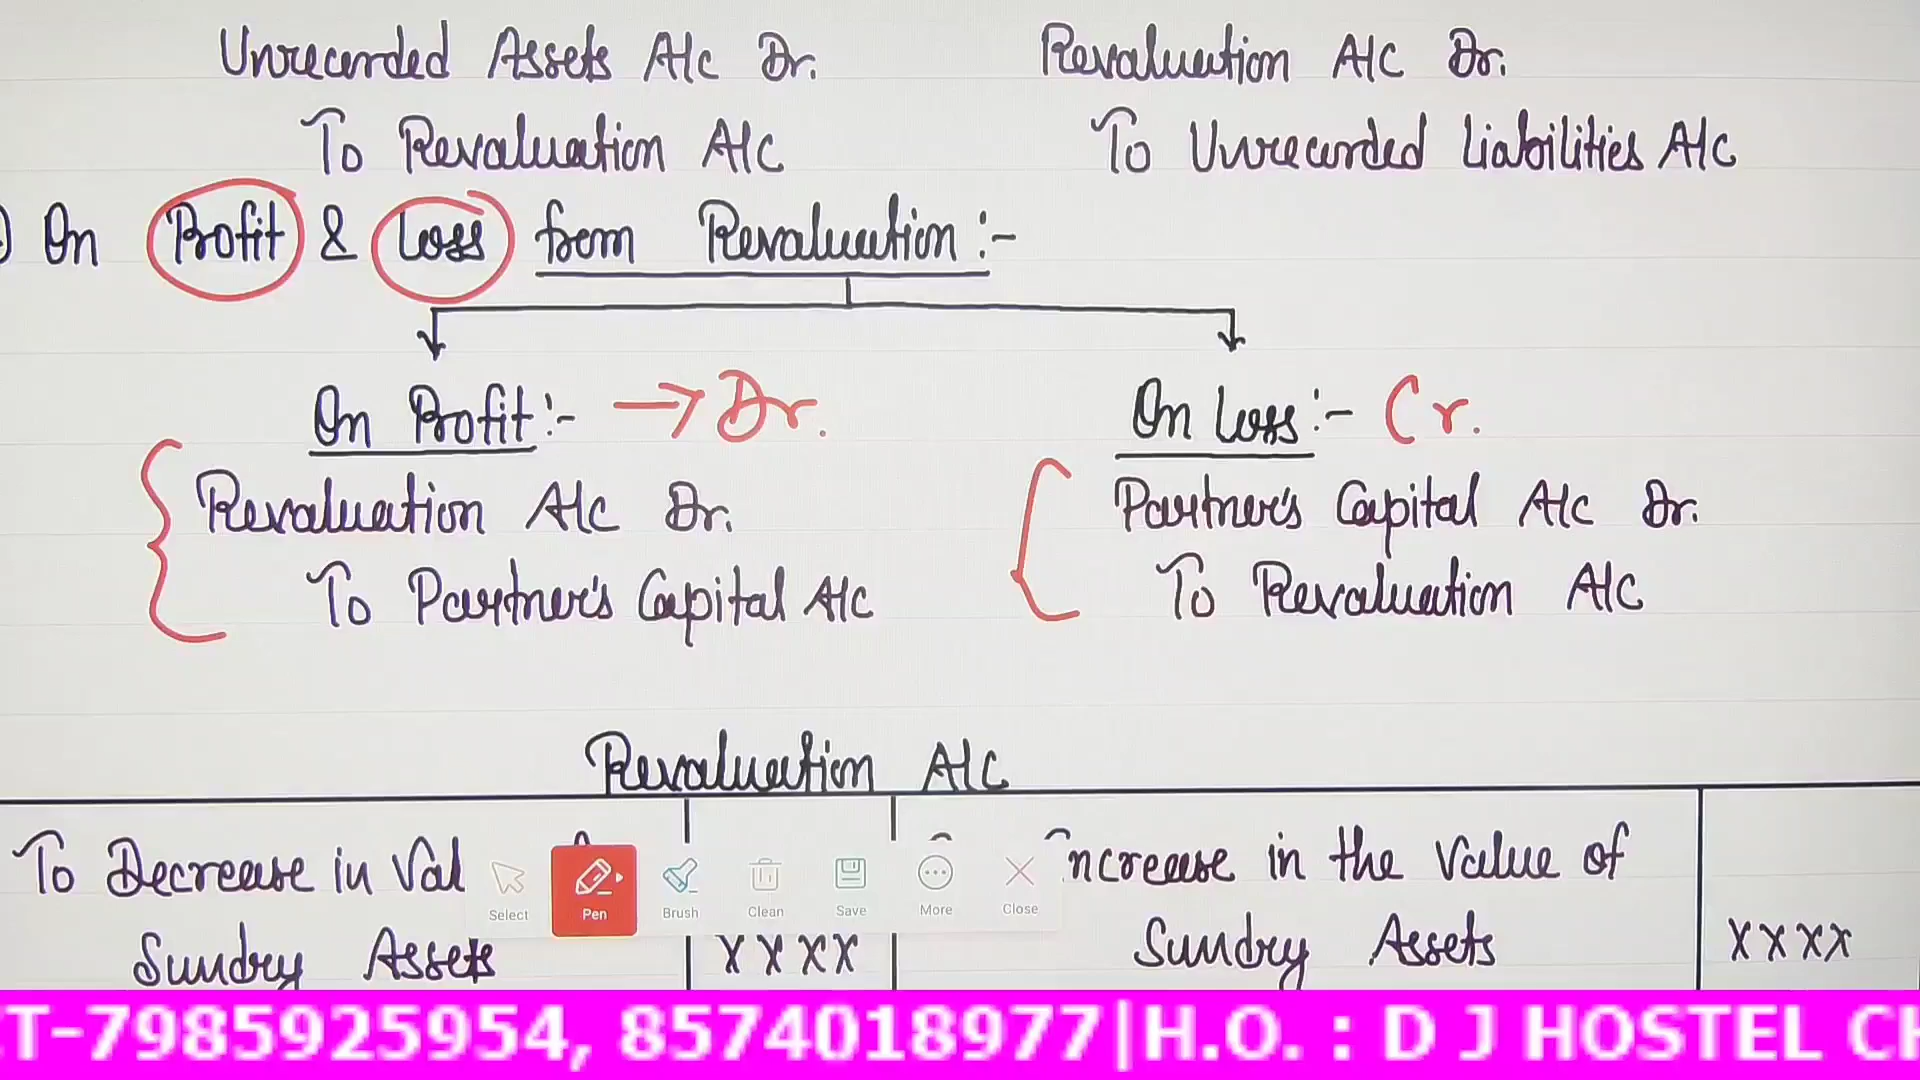 Unrecorded Assets A/c Dr. Revaluation A/c Dr.
To Revaluation A/c To Unrecorded Liabilities A/c
) On Profit & Loss from Revaluation :-
On Profit :- → Dr. On Loss :- Cr.
Revaluation A/c Dr. Partner's Capital A/c Dr.
To Partner's Capital A/c To Revaluation A/c
Revaluation A/c
To Decrease in Val Increase in the Value of
Sundry Assets XXXX Sundry Assets XXXX
Select Pen Brush Clean Save More Close
T-7985925954, 8574018977|H.O. : D J HOSTEL CH